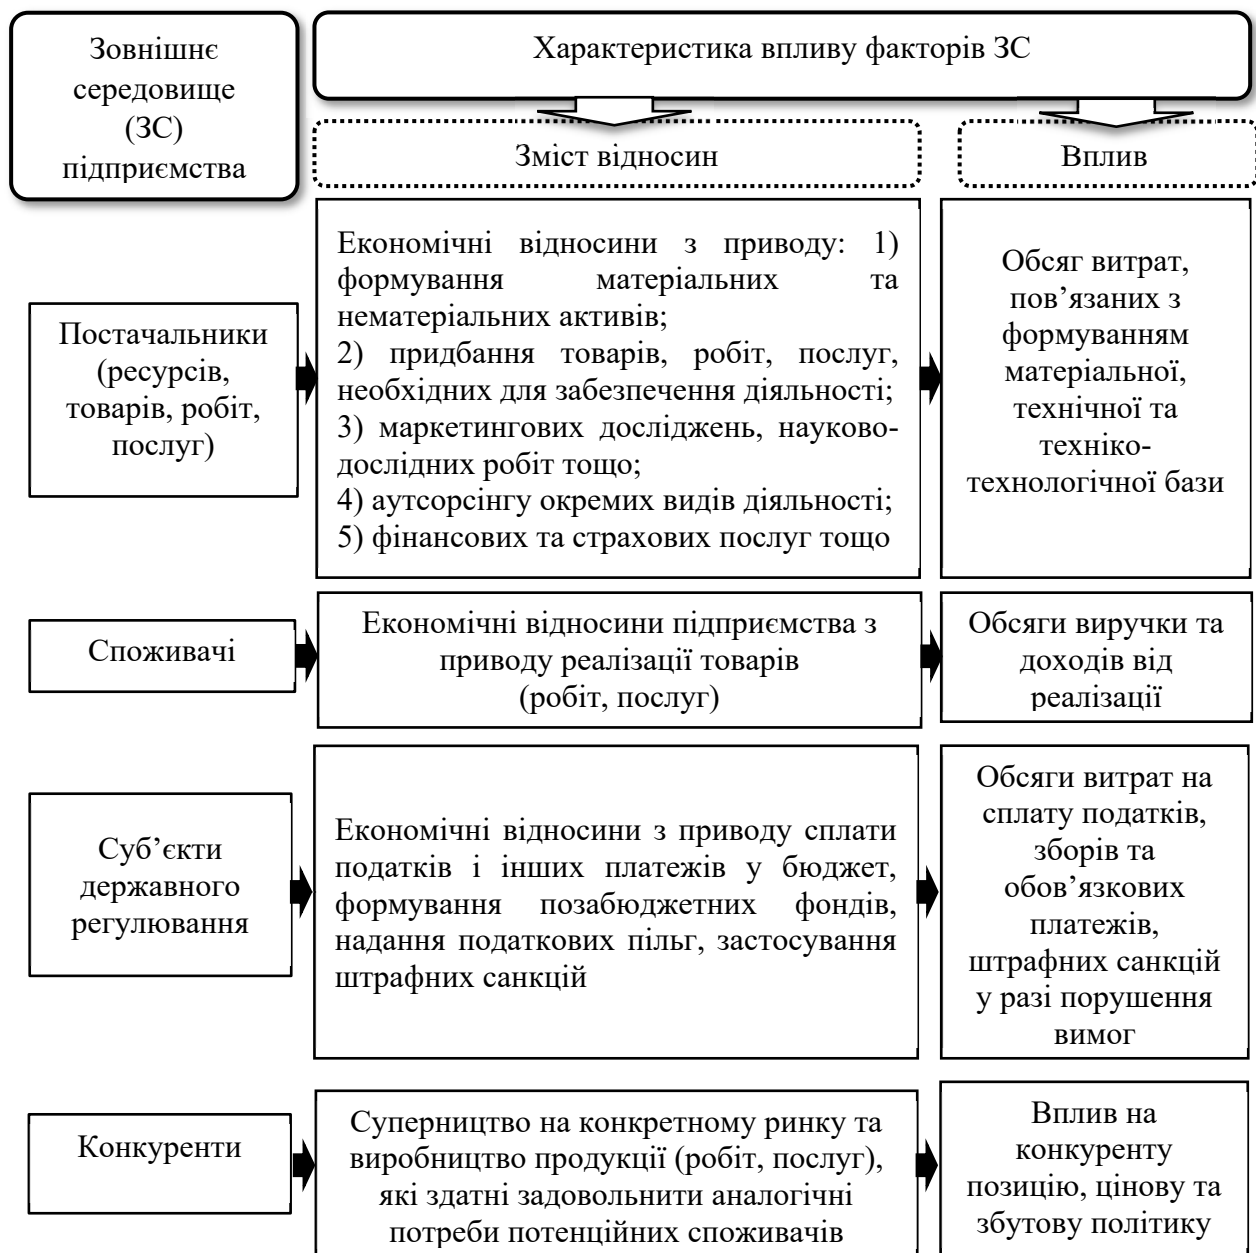 Зовнішнє
середовище
(ЗС)
підприємства
Характеристика впливу факторів ЗС
Зміст відносин
Вплив
Постачальники
(ресурсів,
товарів, робіт,
послуг)
Економічні відносини з приводу: 1)
формування матеріальних та
нематеріальних активів;
2) придбання товарів, робіт, послуг,
необхідних для забезпечення діяльності;
3) маркетингових досліджень, науково-
дослідних робіт тощо;
4) аутсорсінгу окремих видів діяльності;
5) фінансових та страхових послуг тощо
Обсяг витрат,
пов’язаних з
формуванням
матеріальної,
технічної та
техніко-
технологічної бази
Споживачі
Економічні відносини підприємства з
приводу реалізації товарів
(робіт, послуг)
Обсяги виручки та
доходів від
реалізації
Суб’єкти
державного
регулювання
Економічні відносини з приводу сплати
податків і інших платежів у бюджет,
формування позабюджетних фондів,
надання податкових пільг, застосування
штрафних санкцій
Обсяги витрат на
сплату податків,
зборів та
обов’язкових
платежів,
штрафних санкцій
у разі порушення
вимог
Конкуренти
Суперництво на конкретному ринку та
виробництво продукції (робіт, послуг),
які здатні задовольнити аналогічні
потреби потенційних споживачів
Вплив на
конкуренту
позицію, цінову та
збутову політику